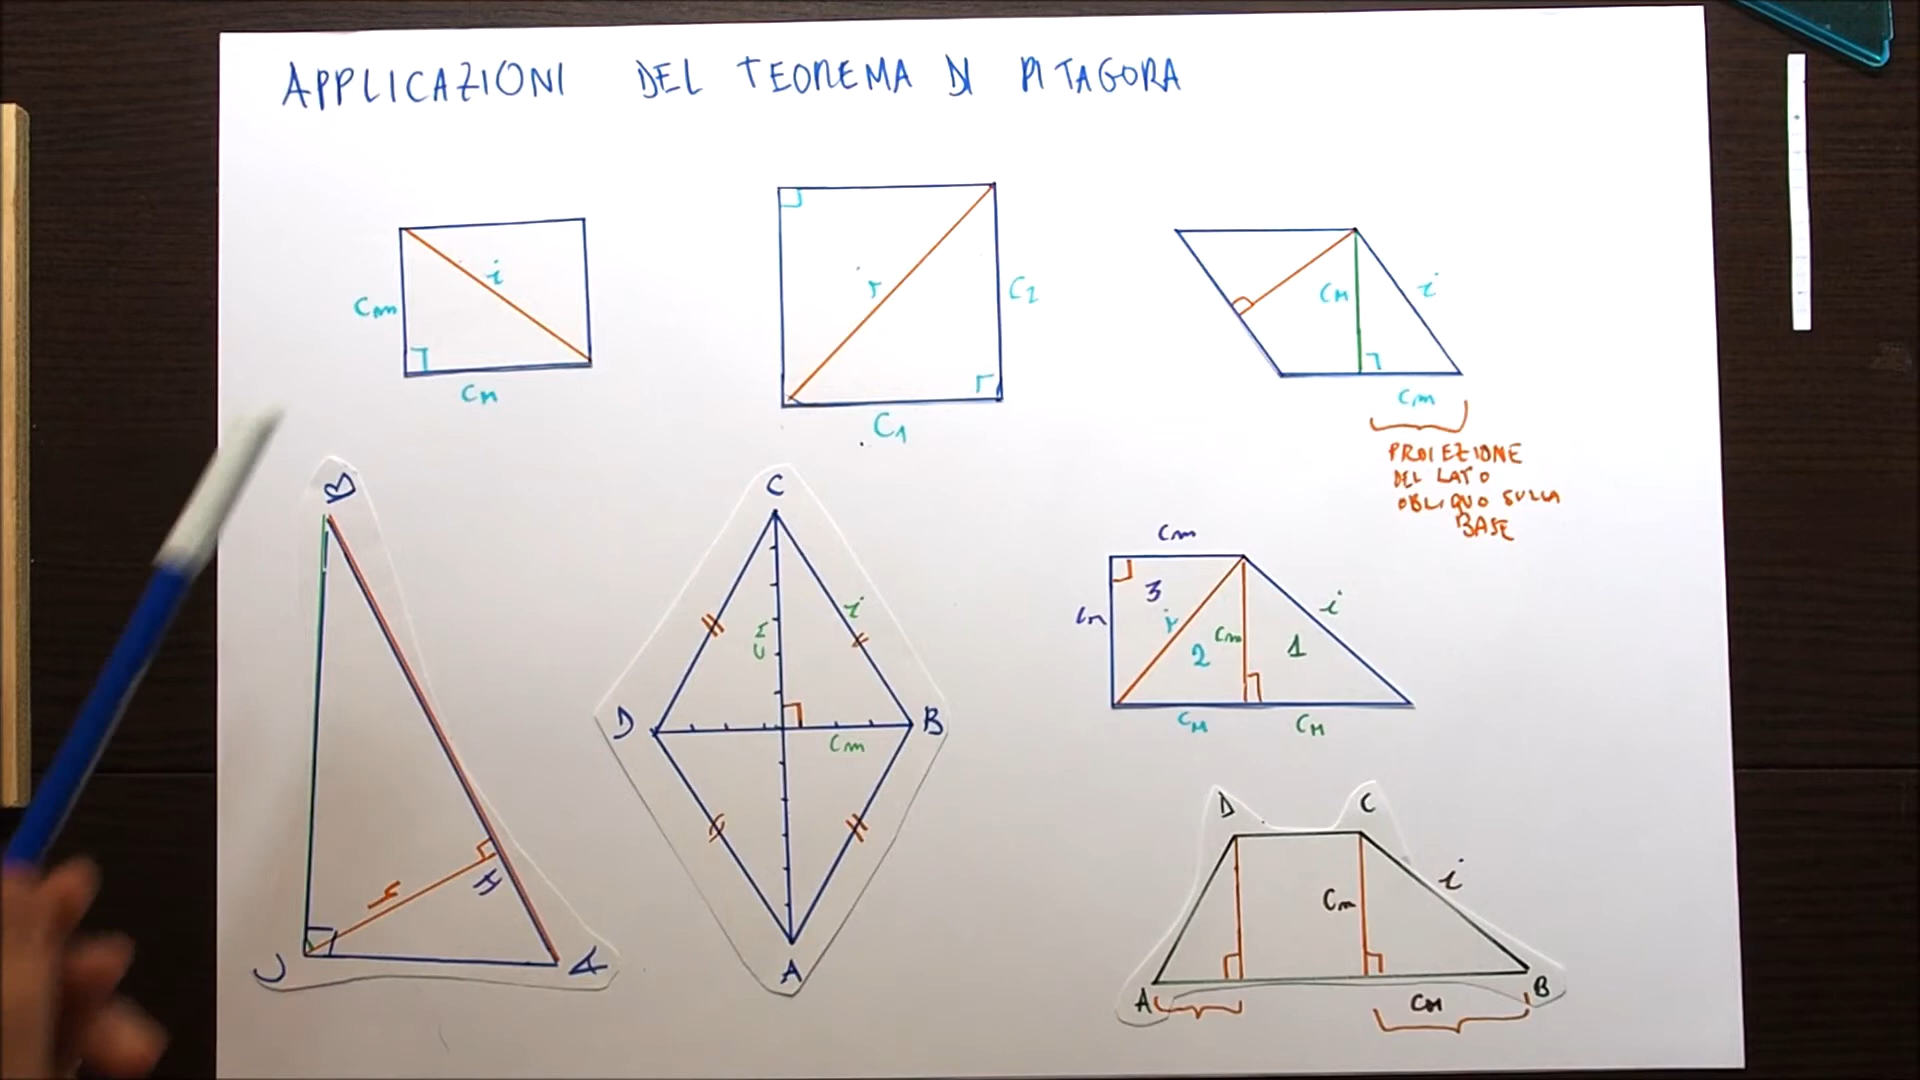 APPLICAZIONI DEL TEOREMA DI PITAGORA
i
Cm
CM
r
C2
C1
CM
i
Cm
PROIEZIONE
DEL LATO
OBLIQUO SULLA
BASE
B
C
H
A
C
i
CM
D
B
Cm
A
Cm
3
i
i
CM
2
Cm
1
CM
CM
D
C
i
Cm
A
CM
B